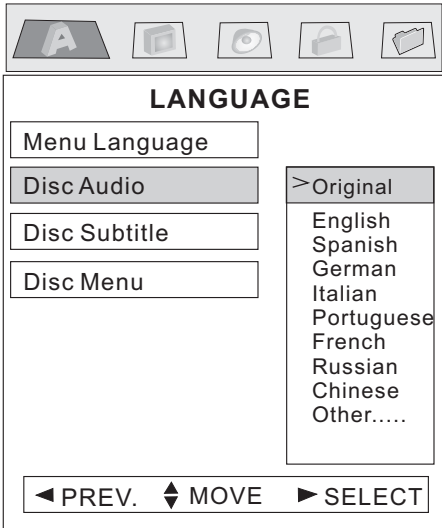 A
LANGUAGE
Menu Language
Disc Audio
Disc Subtitle
Disc Menu
>Original
English
Spanish
German
Italian
Portuguese
French
Russian
Chinese
Other.....
◄ PREV. ▲▼ MOVE ► SELECT